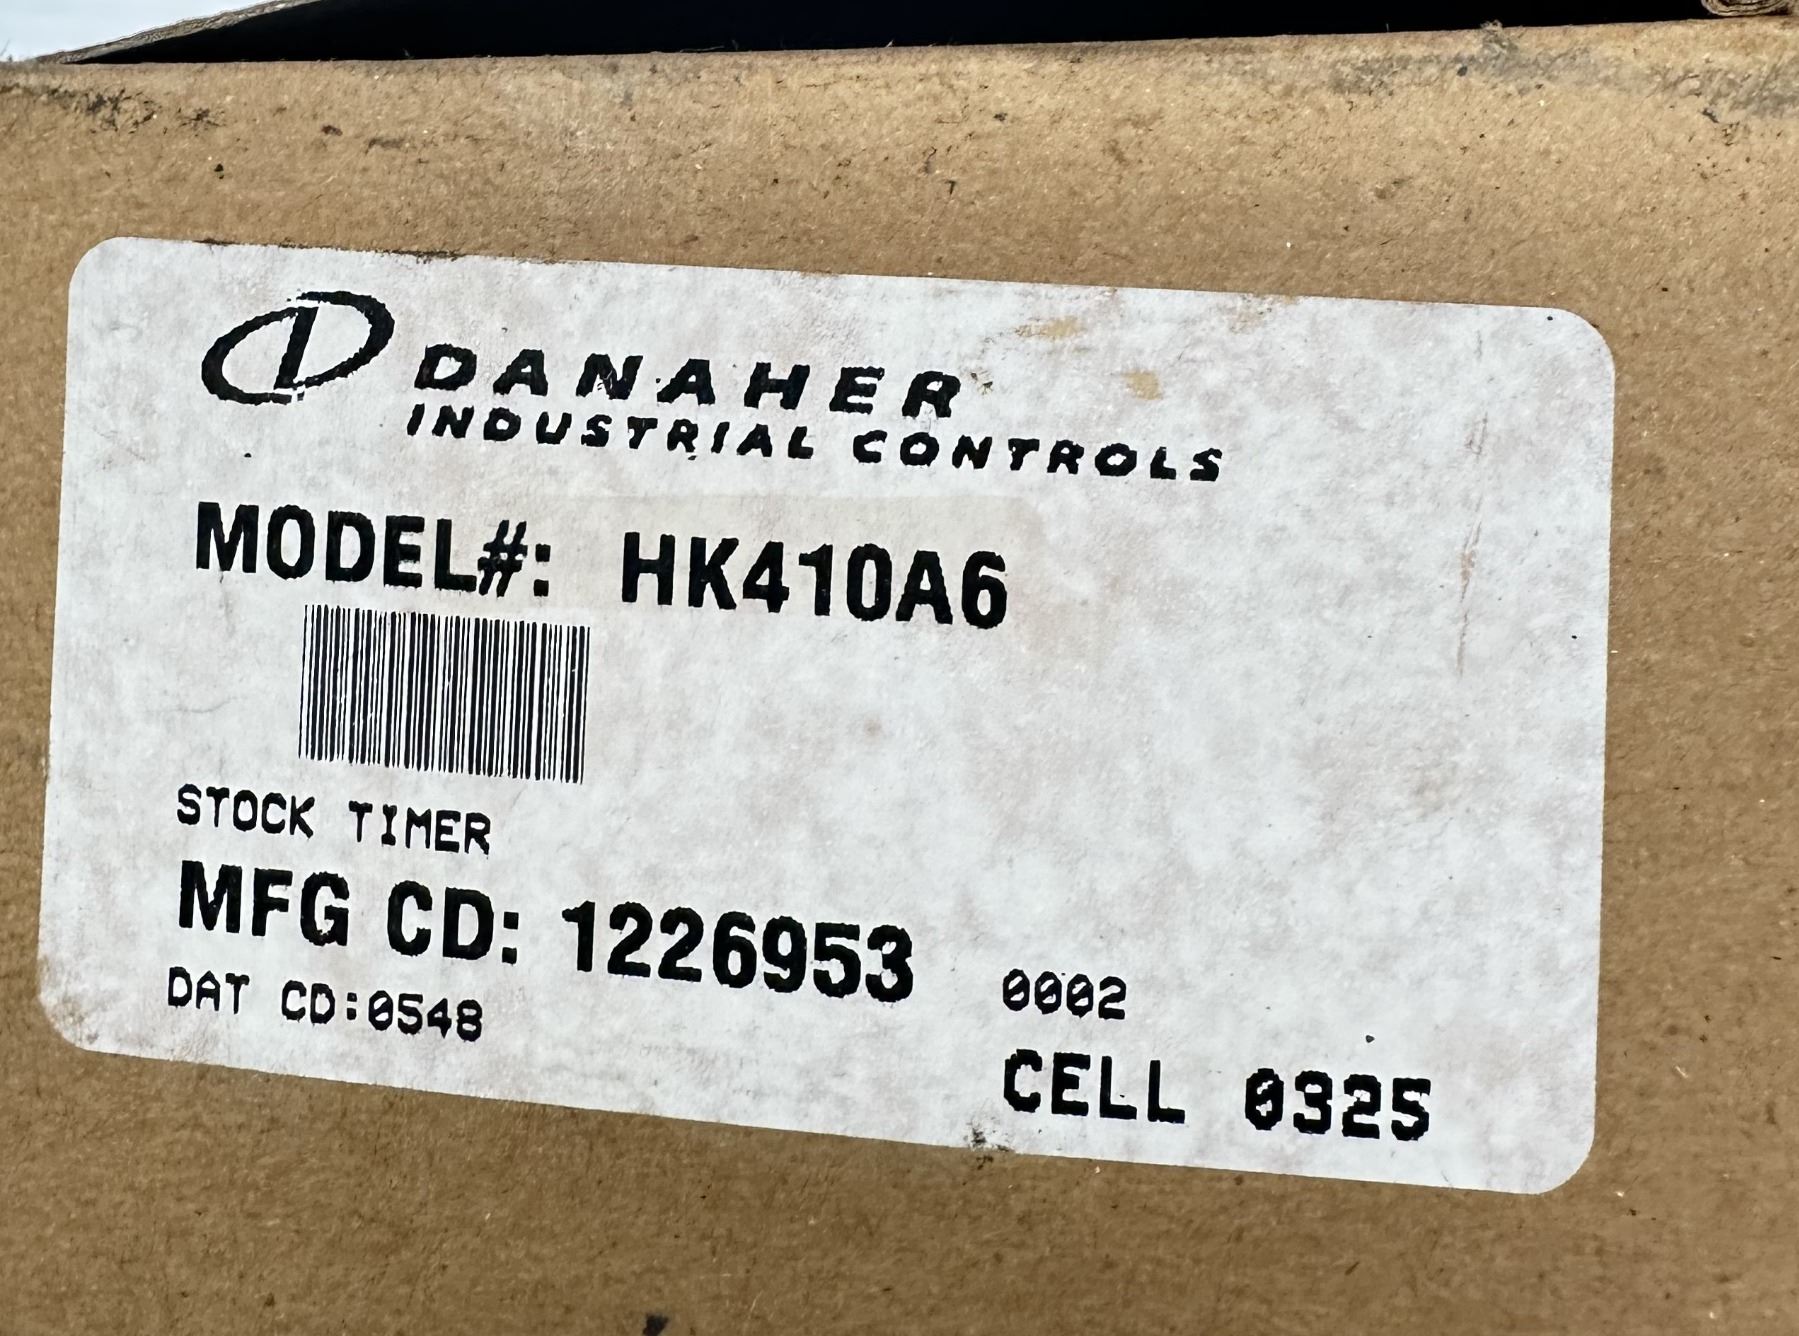 DANAHER
INDUSTRIAL CONTROLS
MODEL#: HK410A6
STOCK TIMER
MFG CD: 1226953
DAT CD:0548
0002
CELL 0325